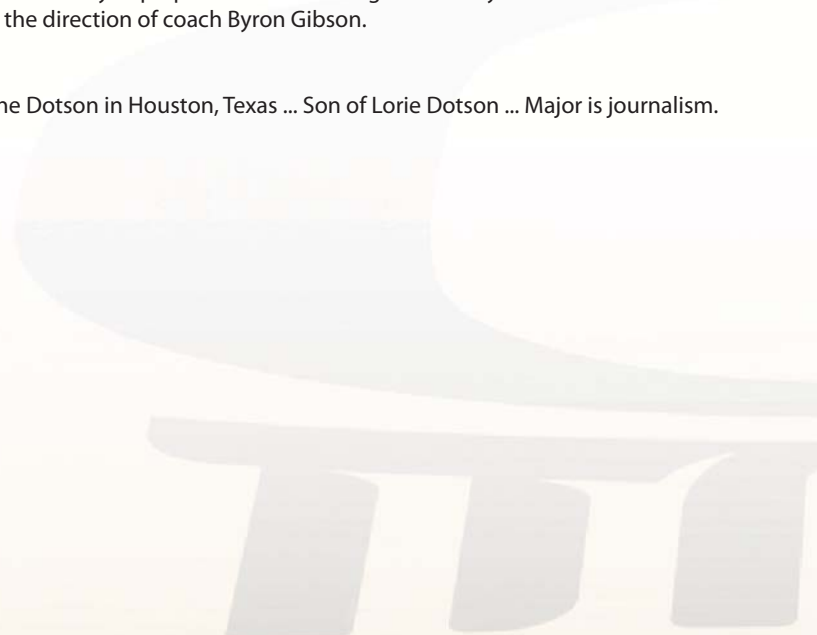 the direction of coach Byron Gibson.
ne Dotson in Houston, Texas ... Son of Lorie Dotson ... Major is journalism.